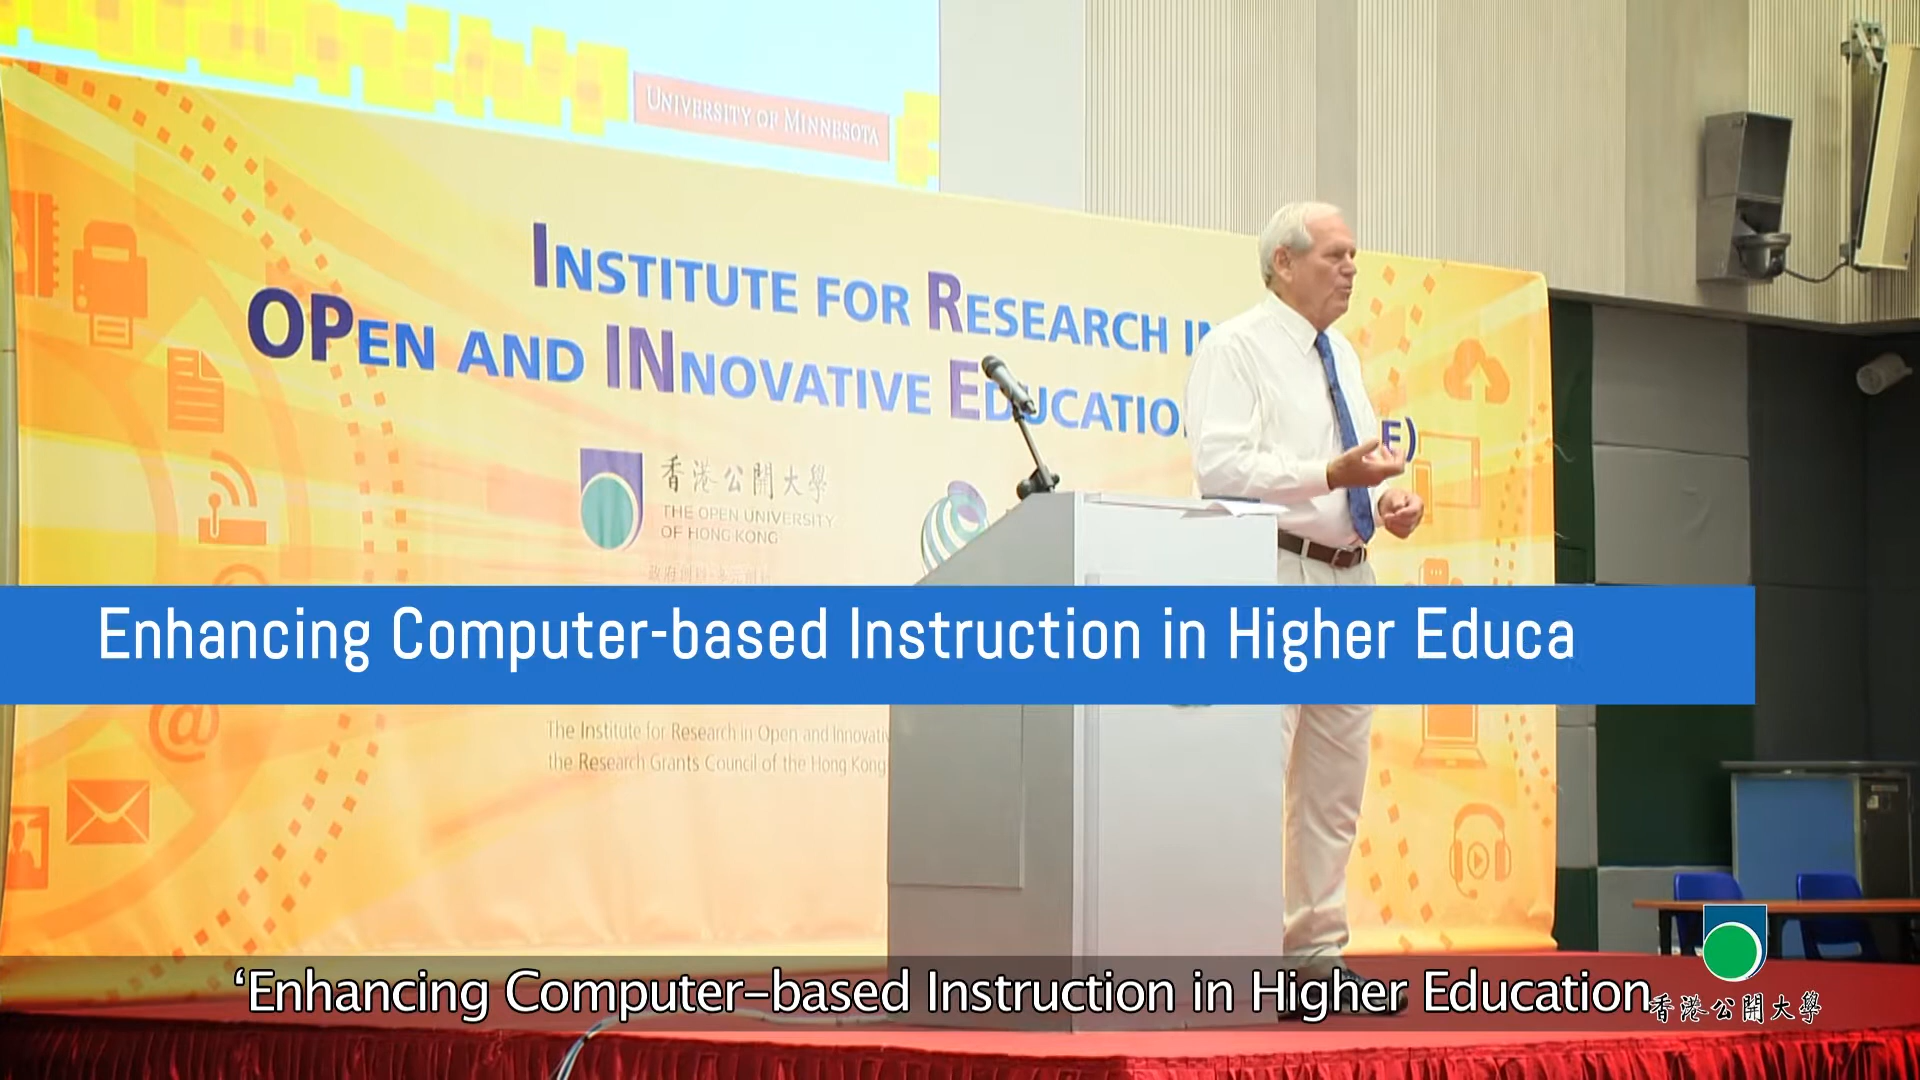 UNIVERSITY OF MINNESOTA
INSTITUTE FOR RESEARCH IN
OPEN AND INNOVATIVE EDUCATIO
E)
香港公開大學
THE OPEN UNIVERSITY
OF HONG KONG
Enhancing Computer-based Instruction in Higher Educa
The Institute for Research in Open and Innovativ
the Research Grants Council of the Hong Kong
‘Enhancing Computer–based Instruction in Higher Education
香港公開大學